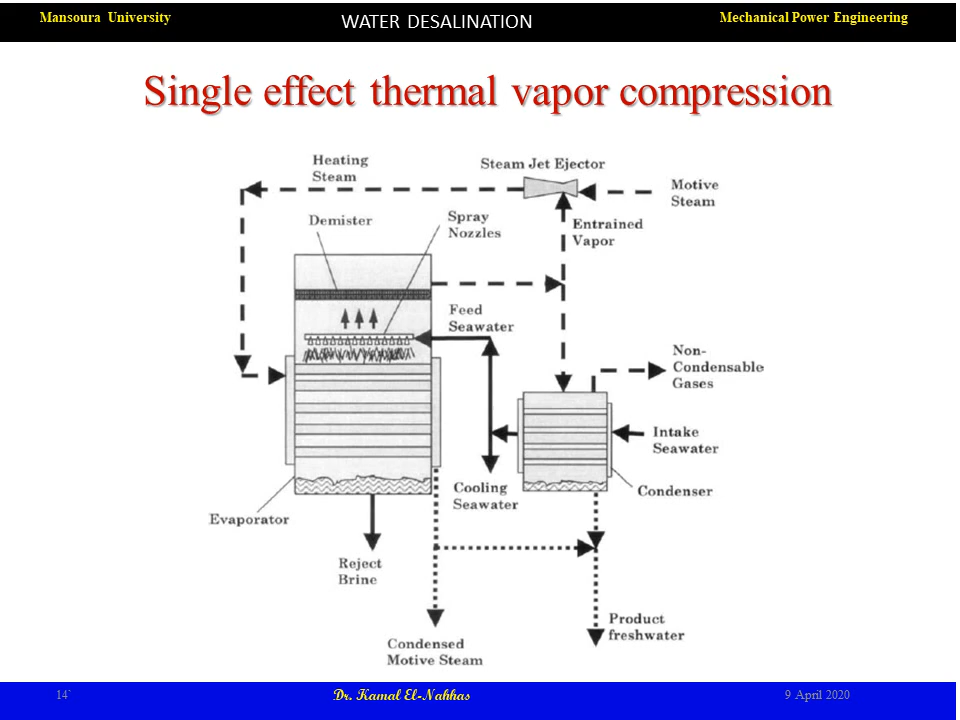 Mansoura University
WATER DESALINATION
Mechanical Power Engineering
Single effect thermal vapor compression
Heating
Steam
Steam Jet Ejector
Motive
Steam
Demister
Spray
Nozzles
Entrained
Vapor
Feed
Seawater
Non-
Condensable
Gases
Intake
Seawater
Cooling
Seawater
Condenser
Evaporator
Reject
Brine
Product
freshwater
Condensed
Motive Steam
14`
Dr. Kamal El-Nahhas
9 April 2020